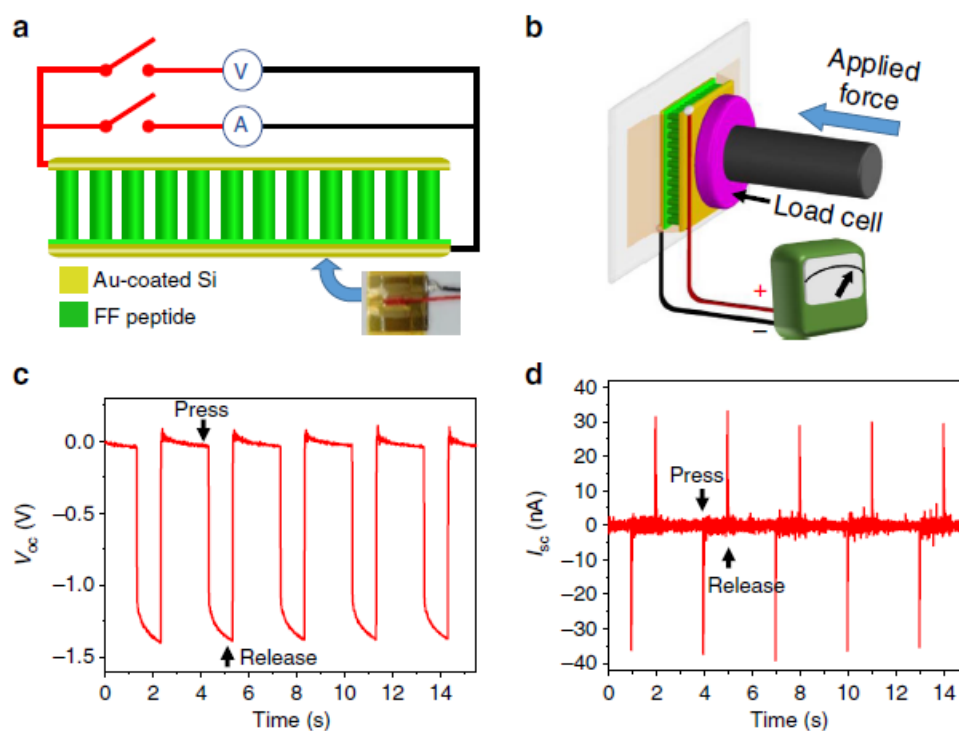 a
V
A
Au-coated Si
FF peptide
b
Applied
force
Load cell
+
–
c
Press
Release
0.0
–0.5
–1.0
–1.5
V_oc (V)
0 2 4 6 8 10 12 14
Time (s)
d
Press
Release
40
30
20
10
0
–10
–20
–30
–40
I_sc (nA)
0 2 4 6 8 10 12 14
Time (s)